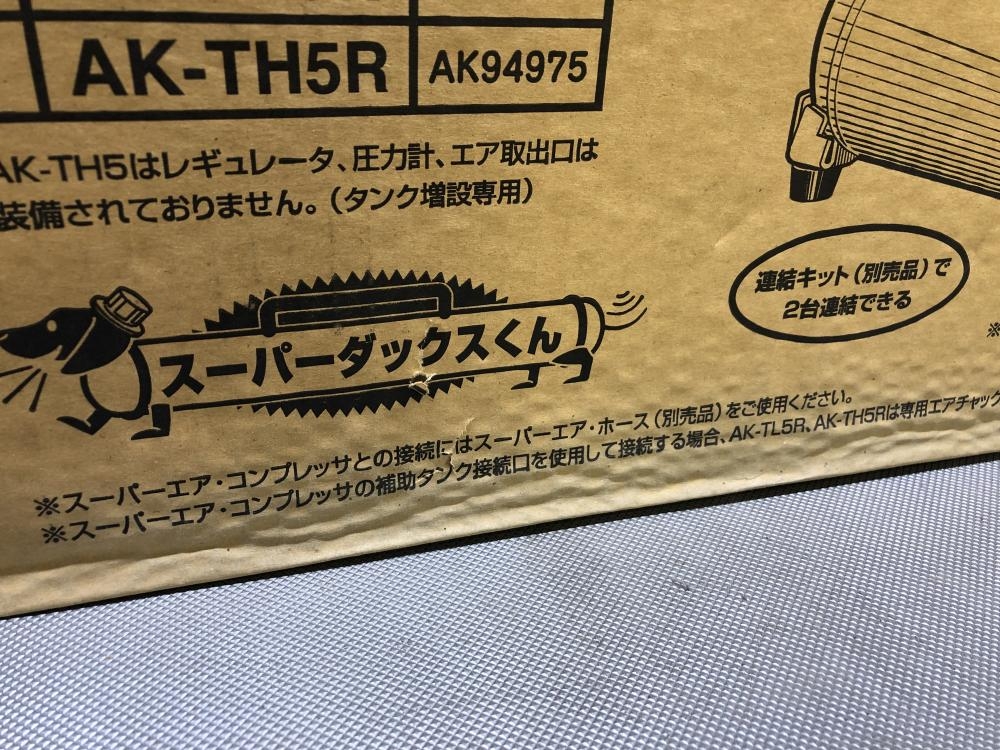 AK-TH5R AK94975
AK-TH5はレギュレータ、圧力計、エア取出口は
装備されておりません。(タンク増設専用)
連結キット(別売品)で
2台連結できる
スーパーダックスくん
※
※スーパーエア・コンプレッサとの接続にはスーパーエア・ホース(別売品)をご使用ください。
※スーパーエア・コンプレッサの補助タンク接続口を使用して接続する場合、AK-TL5R、AK-TH5Rは専用エアチャック